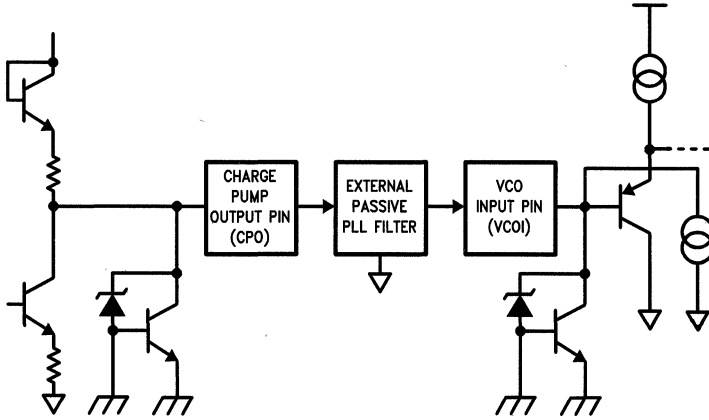 CHARGE
PUMP
OUTPUT PIN
(CPO)
EXTERNAL
PASSIVE
PLL FILTER
VCO
INPUT PIN
(VCOI)